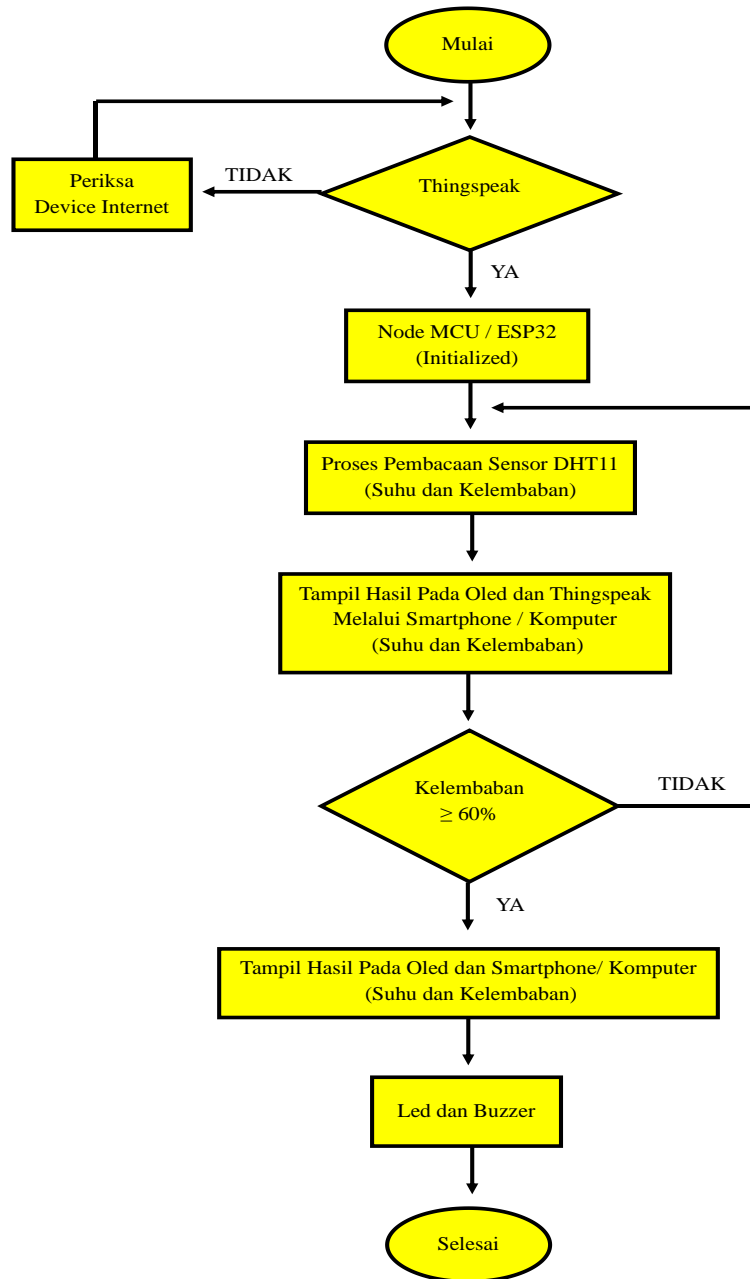 Mulai
Thingspeak
TIDAK
Periksa
Device Internet
YA
Node MCU / ESP32
(Initialized)
Proses Pembacaan Sensor DHT11
(Suhu dan Kelembaban)
Tampil Hasil Pada Oled dan Thingspeak
Melalui Smartphone / Komputer
(Suhu dan Kelembaban)
Kelembaban
≥ 60%
TIDAK
YA
Tampil Hasil Pada Oled dan Smartphone/ Komputer
(Suhu dan Kelembaban)
Led dan Buzzer
Selesai